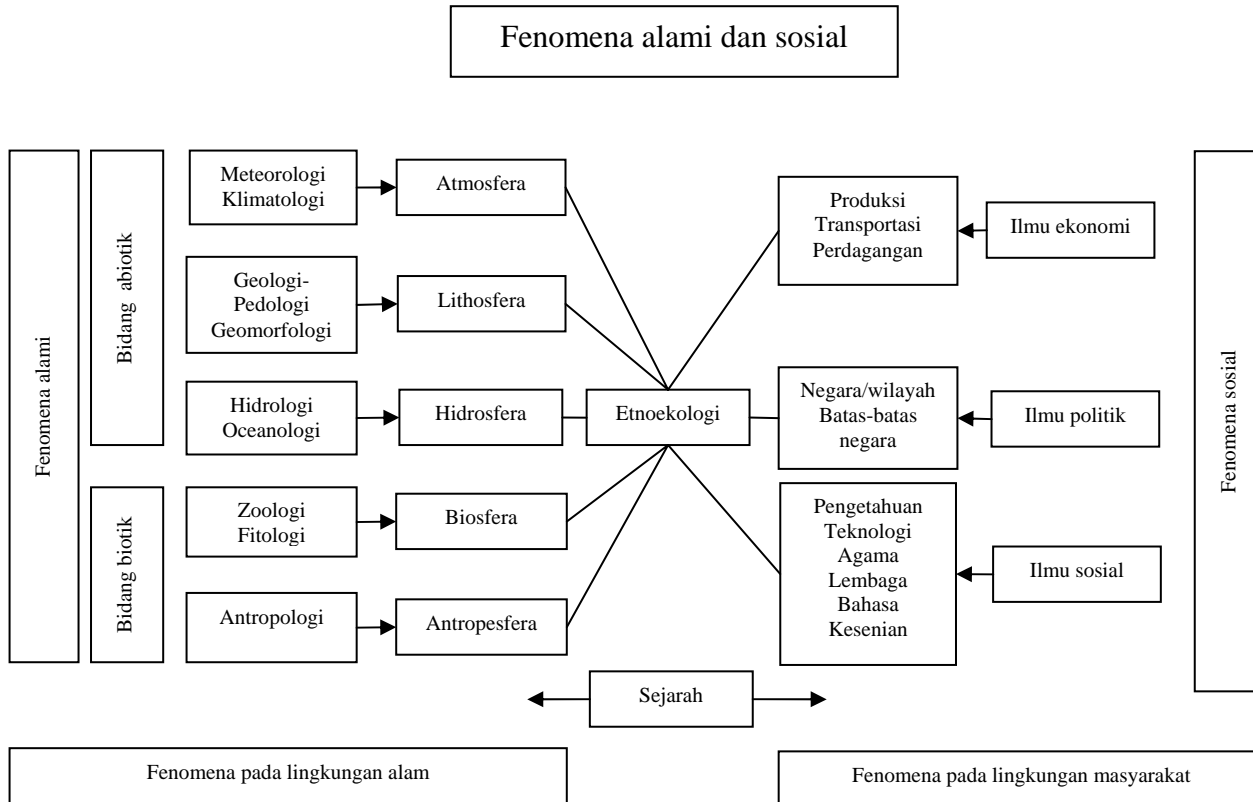 Fenomena alami dan sosial
Fenomena alami
Bidang abiotik
Bidang biotik
Meteorologi
Klimatologi
Atmosfera
Geologi-
Pedologi
Geomorfologi
Lithosfera
Hidrologi
Oceanologi
Hidrosfera
Zoologi
Fitologi
Biosfera
Antropologi
Antropesfera
Etnoekologi
Produksi
Transportasi
Perdagangan
Ilmu ekonomi
Negara/wilayah
Batas-batas
negara
Ilmu politik
Pengetahuan
Teknologi
Agama
Lembaga
Bahasa
Kesenian
Ilmu sosial
Fenomena sosial
Sejarah
Fenomena pada lingkungan alam
Fenomena pada lingkungan masyarakat